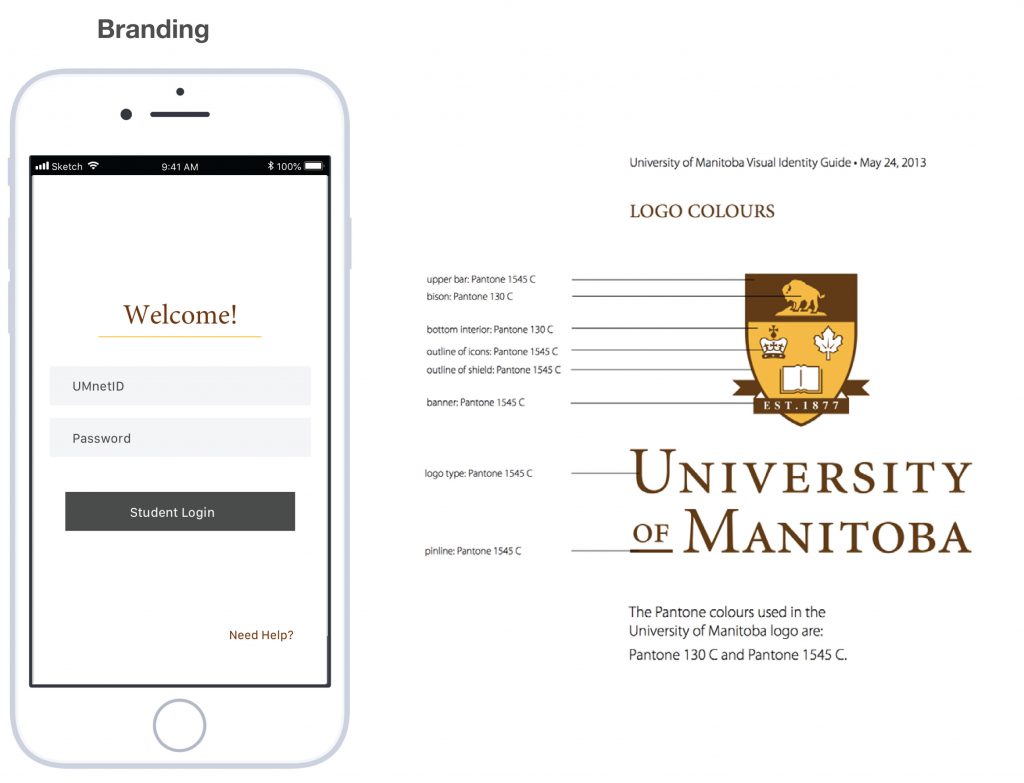 Branding
Sketch 9:41 AM 100%
Welcome!
UMnetID
Password
Student Login
Need Help?
University of Manitoba Visual Identity Guide • May 24, 2013
LOGO COLOURS
upper bar: Pantone 1545 C
bison: Pantone 130 C
bottom interior: Pantone 130 C
outline of icons: Pantone 1545 C
outline of shield: Pantone 1545 C
banner: Pantone 1545 C
EST. 1877
logo type: Pantone 1545 C
UNIVERSITY
OF MANITOBA
pinline: Pantone 1545 C
The Pantone colours used in the
University of Manitoba logo are:
Pantone 130 C and Pantone 1545 C.